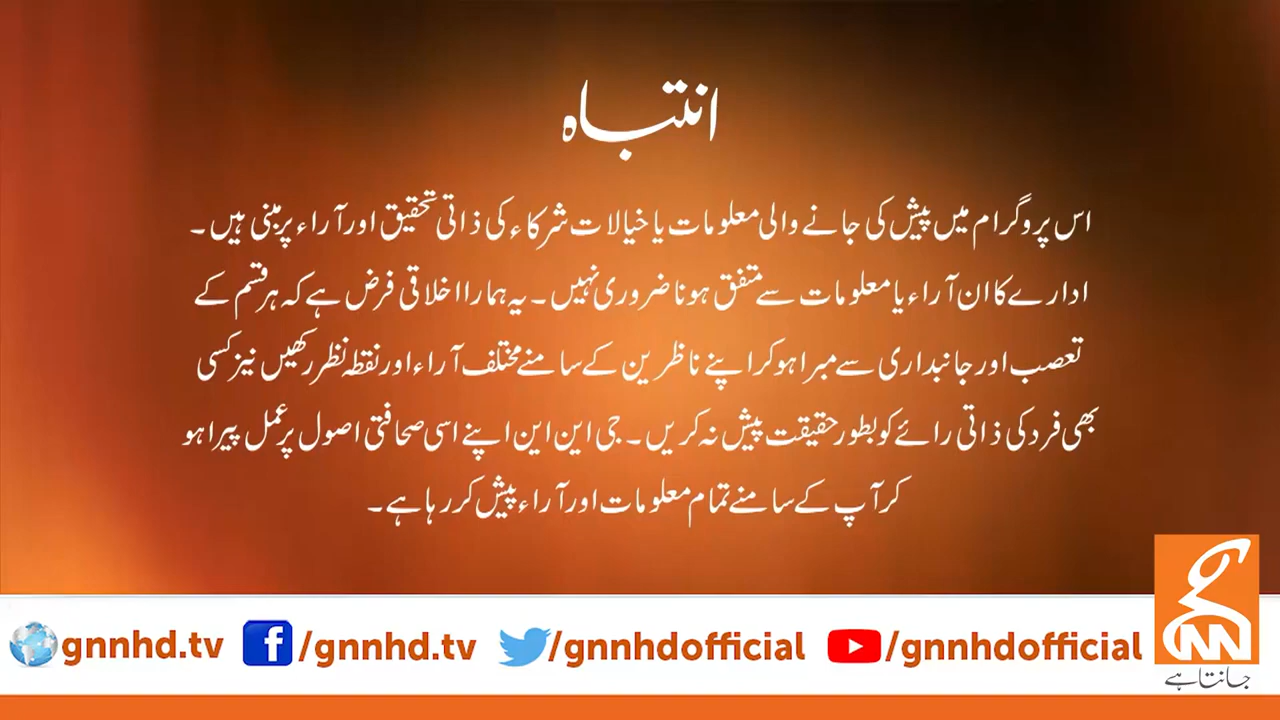 انتباہ
اس پروگرام میں پیش کی جانے والی معلومات یا خیالات شرکاء کی ذاتی تحقیق اور آراء پر مبنی ہیں۔
ادارے کا ان آراء یا معلومات سے متفق ہونا ضروری نہیں۔ یہ ہمارا اخلاقی فرض ہے کہ ہر قسم کے
تعصب اور جانبداری سے مبرا ہو کر اپنے ناظرین کے سامنے مختلف آراء اور نقطہ نظر رکھیں نیز کسی
بھی فرد کی ذاتی رائے کو بطور حقیقت پیش نہ کریں۔ جی این این اپنے اسی صحافتی اصول پر عمل پیرا ہو
کر آپ کے سامنے تمام معلومات اور آراء پیش کر رہا ہے۔
gnnhd.tv /gnnhd.tv /gnnhdofficial /gnnhdofficial
GNN
جانتا ہے